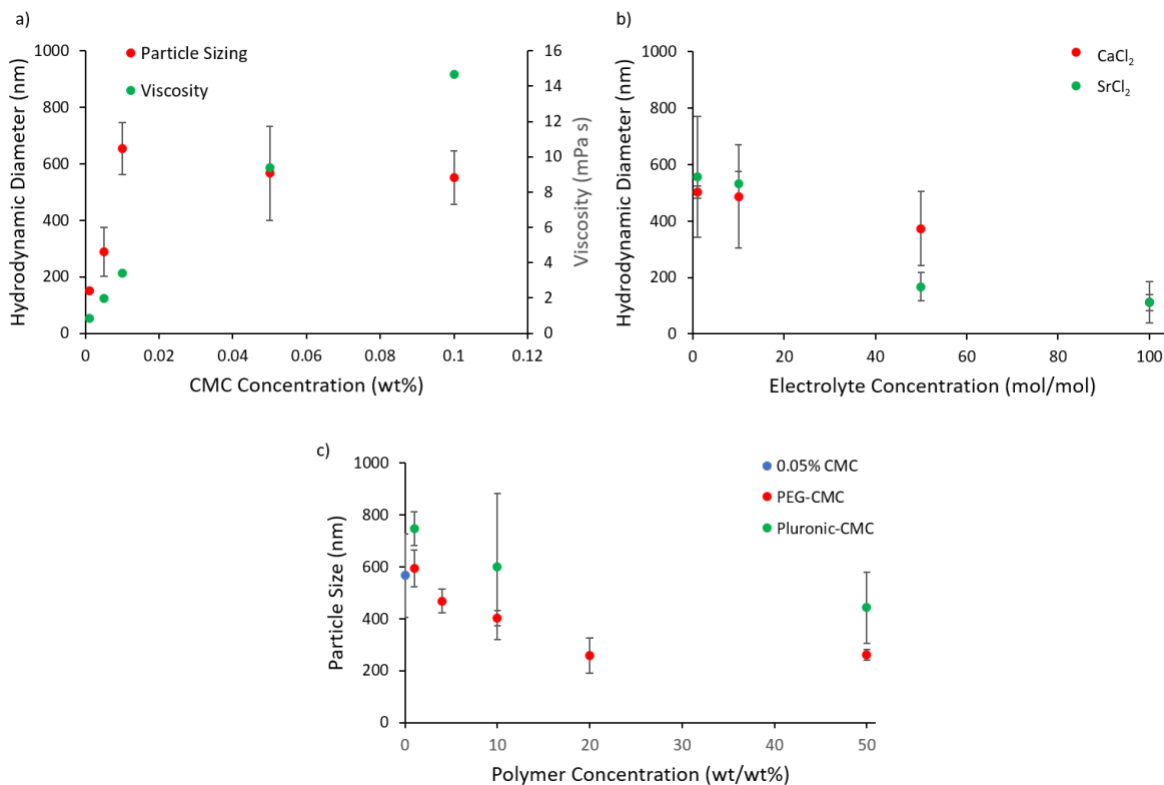 a)
Particle Sizing
Viscosity
Hydrodynamic Diameter (nm)
1000
800
600
400
200
0
Viscosity (mPa s)
16
14
12
10
8
6
4
2
0
0
0.02
0.04
0.06
0.08
0.1
0.12
CMC Concentration (wt%)
b)
CaCl₂
SrCl₂
Hydrodynamic Diameter (nm)
1000
800
600
400
200
0
0
20
40
60
80
100
Electrolyte Concentration (mol/mol)
c)
0.05% CMC
PEG-CMC
Pluronic-CMC
Particle Size (nm)
1000
800
600
400
200
0
0
10
20
30
40
50
Polymer Concentration (wt/wt%)